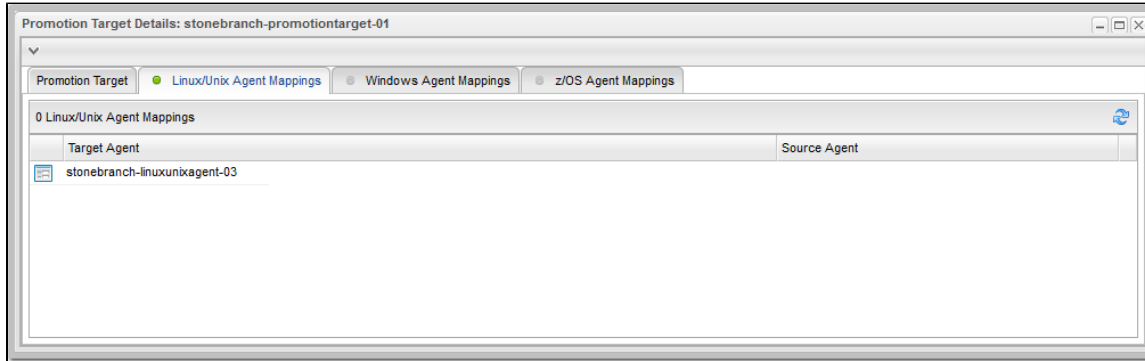 Promotion Target Details: stonebranch-promotiontarget-01
Promotion Target Linux/Unix Agent Mappings Windows Agent Mappings z/OS Agent Mappings
0 Linux/Unix Agent Mappings
Target Agent Source Agent
stonebranch-linuxunixagent-03